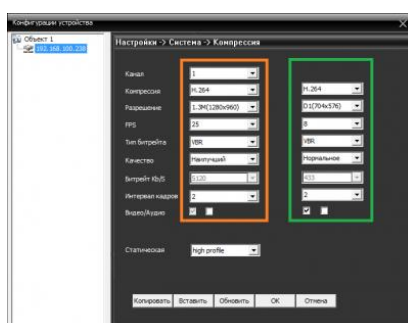 Конфигурации устройства
Объект 1
192.168.100.230
Настройки -> Система -> Компрессия
Канал 1
Компрессия H.264 H.264
Разрешение 1.3M(1280x960) D1(704x576)
FPS 25 8
Тип битрейта VBR VBR
Качество Наилучший Нормальное
Битрейт Kb/S 5120
Интервал кадров 2 2
Видео/Аудио
Статическая high profile
Копировать Вставить Обновить OK Отмена